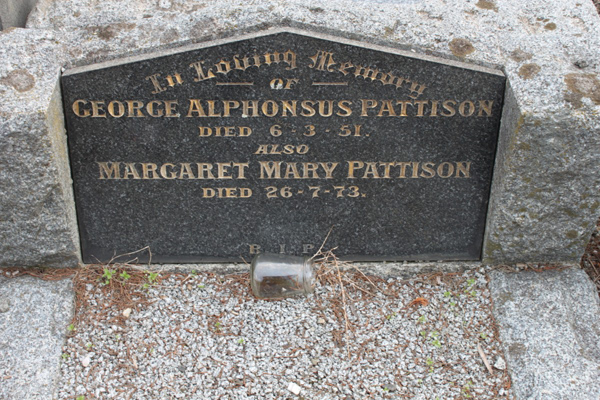 In Loving Memory
OF
GEORGE ALPHONSUS PATTISON
DIED 6-3-51.
ALSO
MARGARET MARY PATTISON
DIED 26-7-73.
R. I. P.